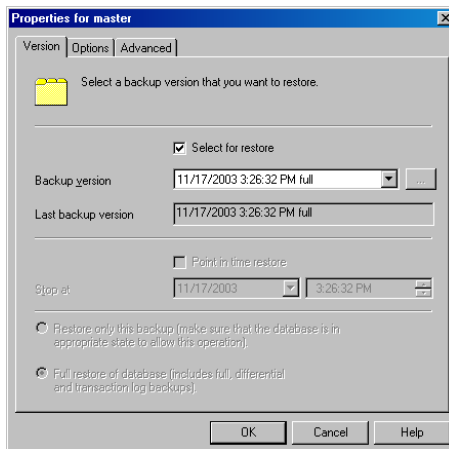 Properties for master
Version Options Advanced
Select a backup version that you want to restore.
Select for restore
Backup version 11/17/2003 3:26:32 PM full ...
Last backup version 11/17/2003 3:26:32 PM full
Point in time restore
Stop at 11/17/2003 3:26:32 PM
Restore only this backup (make sure that the database is in
appropriate state to allow this operation).
Full restore of database (includes full, differential
and transaction log backups).
OK Cancel Help